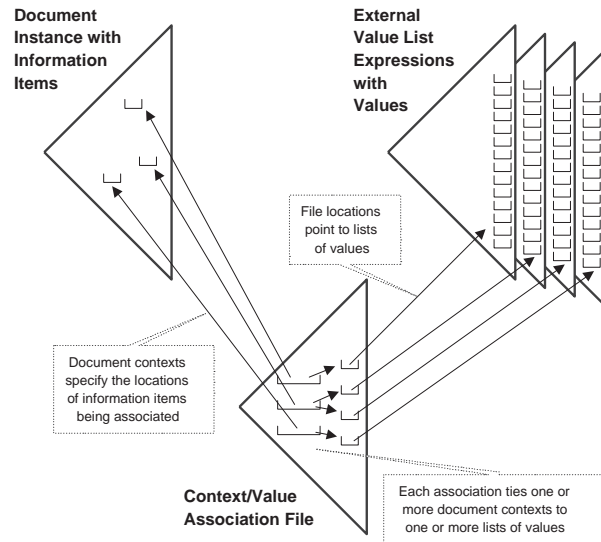 Document
Instance with
Information
Items
External
Value List
Expressions
with
Values
File locations
point to lists
of values
Document contexts
specify the locations
of information items
being associated
Context/Value
Association File
Each association ties one or
more document contexts to
one or more lists of values